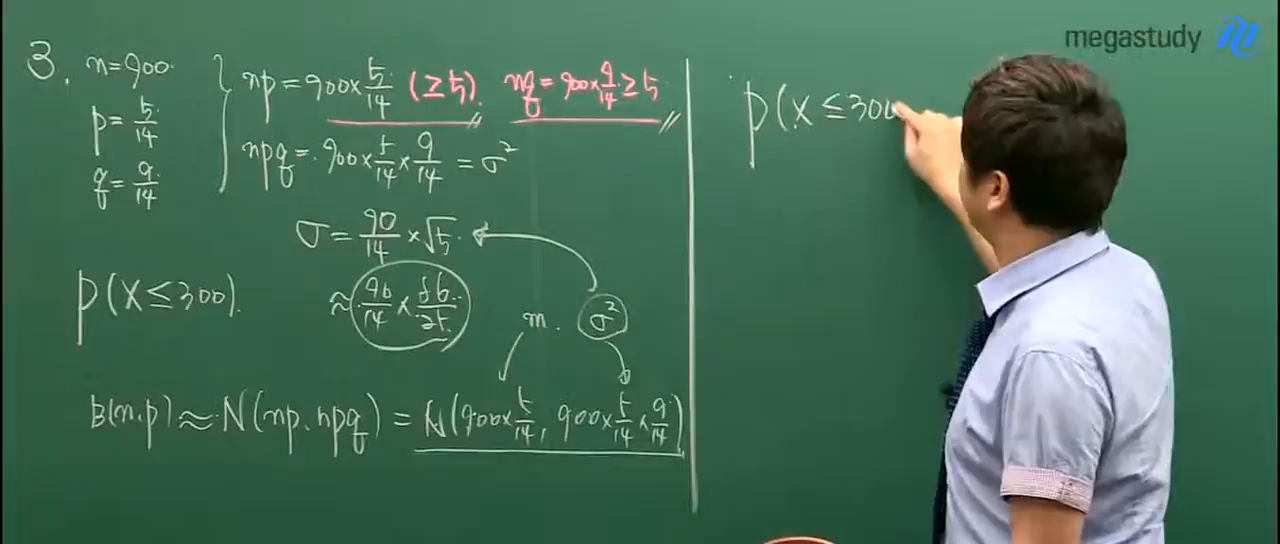 megastudy
3. n=900
p=5/14
q=9/14
np=900×5/14 (≥5). nq=900×9/14≥5
npq=900×5/14×9/14=σ²
σ=90/14×√5
≈90/14×56/25
P(X≤300).
m. σ²
B(n.p)≈N(np.npq)=N(900×5/14, 900×5/14×9/14)
P(X≤300